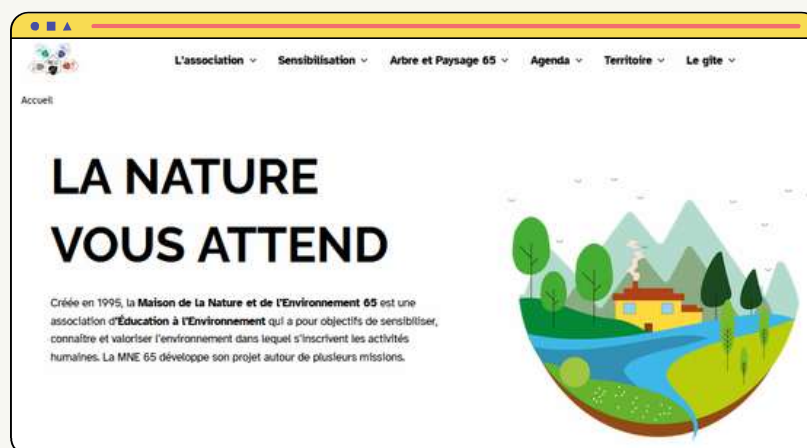 L'association
Sensibilisation
Arbre et Paysage 65
Agenda
Territoire
Le gîte
Accueil
LA NATURE
VOUS ATTEND
Créée en 1995, la Maison de la Nature et de l'Environnement 65 est une
association d'Éducation à l'Environnement qui a pour objectifs de sensibiliser,
connaitre et valoriser l'environnement dans lequel s'inscrivent les activités
humaines. La MNE 65 développe son projet autour de plusieurs missions.